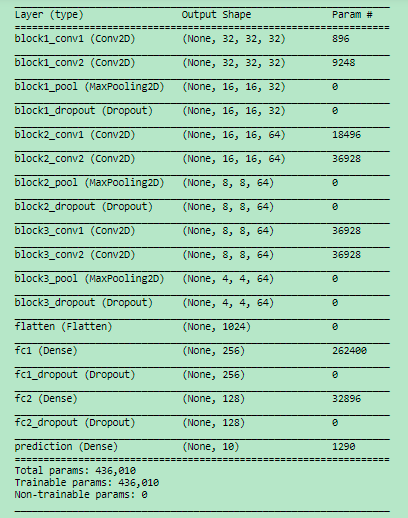 Layer (type) Output Shape Param #
block1_conv1 (Conv2D) (None, 32, 32, 32) 896
block1_conv2 (Conv2D) (None, 32, 32, 32) 9248
block1_pool (MaxPooling2D) (None, 16, 16, 32) 0
block1_dropout (Dropout) (None, 16, 16, 32) 0
block2_conv1 (Conv2D) (None, 16, 16, 64) 18496
block2_conv2 (Conv2D) (None, 16, 16, 64) 36928
block2_pool (MaxPooling2D) (None, 8, 8, 64) 0
block2_dropout (Dropout) (None, 8, 8, 64) 0
block3_conv1 (Conv2D) (None, 8, 8, 64) 36928
block3_conv2 (Conv2D) (None, 8, 8, 64) 36928
block3_pool (MaxPooling2D) (None, 4, 4, 64) 0
block3_dropout (Dropout) (None, 4, 4, 64) 0
flatten (Flatten) (None, 1024) 0
fc1 (Dense) (None, 256) 262400
fc1_dropout (Dropout) (None, 256) 0
fc2 (Dense) (None, 128) 32896
fc2_dropout (Dropout) (None, 128) 0
prediction (Dense) (None, 10) 1290
Total params: 436,010
Trainable params: 436,010
Non-trainable params: 0